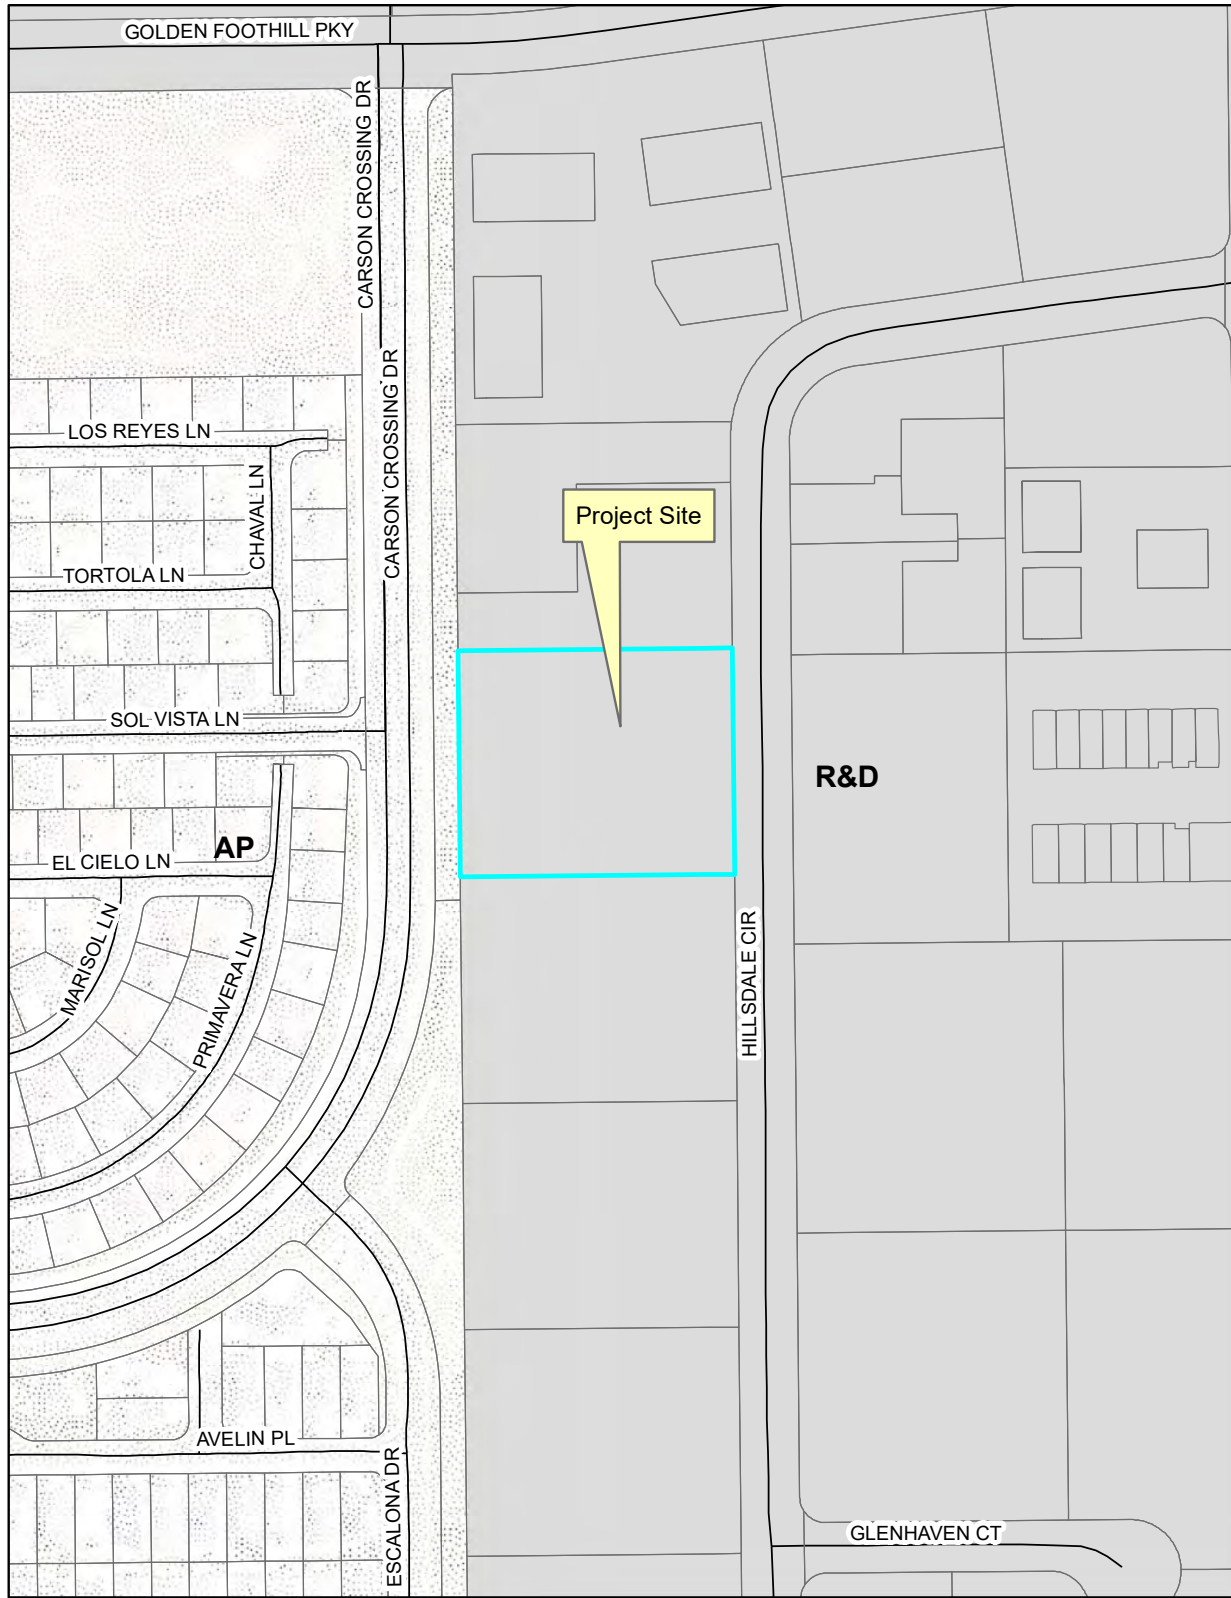 GOLDEN FOOTHILL PKY
CARSON CROSSING DR
CARSON CROSSING DR
LOS REYES LN
CHAVAL LN
Project Site
TORTOLA LN
SOL VISTA LN
R&D
AP
EL CIELO LN
MARISOL LN
PRIMAVERA LN
HILLSDALE CIR
AVELIN PL
ESCALONA DR
GLENHAVEN CT